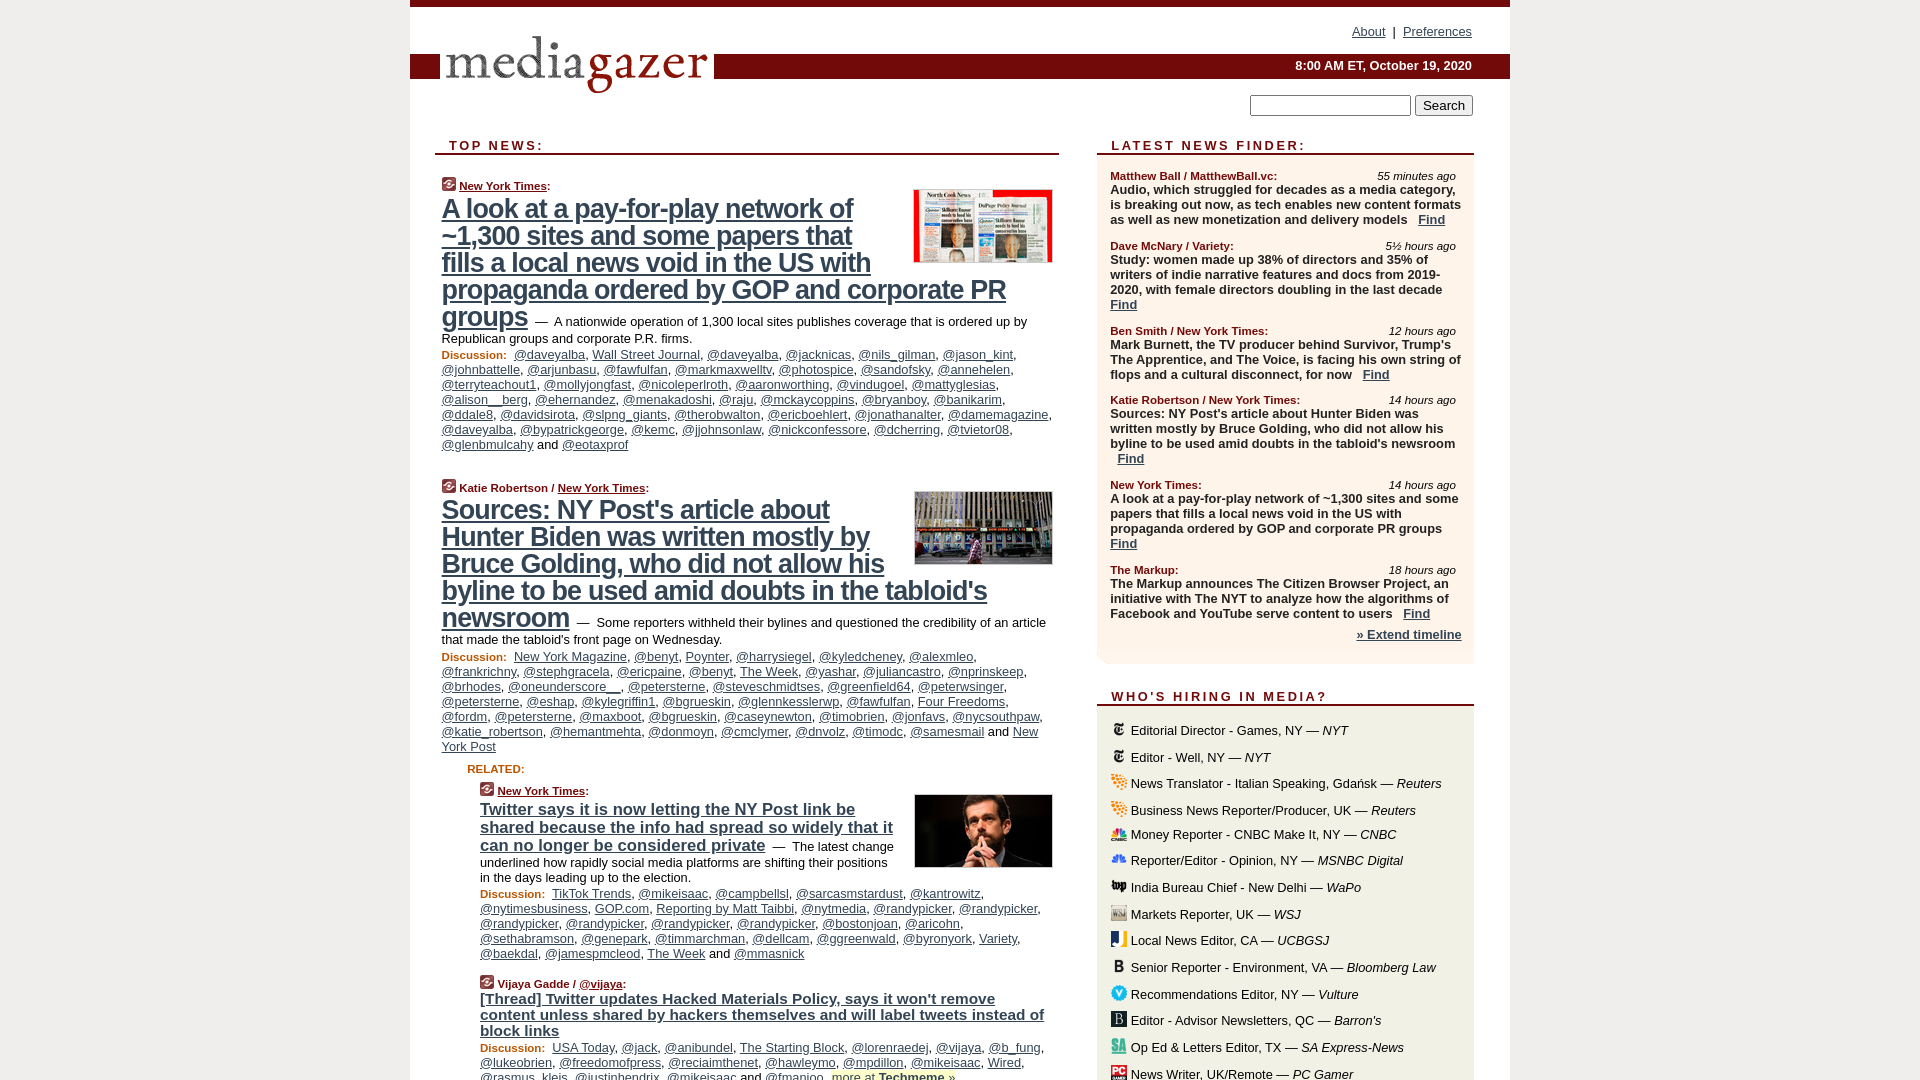 About | Preferences
mediagazer
8:00 AM ET, October 19, 2020
Search
TOP NEWS:
New York Times:
A look at a pay-for-play network of
~1,300 sites and some papers that
fills a local news void in the US with
propaganda ordered by GOP and corporate PR
groups — A nationwide operation of 1,300 local sites publishes coverage that is ordered up by
Republican groups and corporate P.R. firms.
Discussion: @daveyalba, Wall Street Journal, @daveyalba, @jacknicas, @nils_gilman, @jason_kint,
@johnbattelle, @arjunbasu, @fawfulfan, @markmaxwelltv, @photospice, @sandofsky, @annehelen,
@terryteachout1, @mollyjongfast, @nicoleperlroth, @aaronworthing, @vindugoel, @mattyglesias,
@alison__berg, @ehernandez, @menakadoshi, @raju, @mckaycoppins, @bryanboy, @banikarim,
@ddale8, @davidsirota, @slpng_giants, @therobwalton, @ericboehlert, @jonathanalter, @damemagazine,
@daveyalba, @bypatrickgeorge, @kemc, @jjohnsonlaw, @nickconfessore, @dcherring, @tvietor08,
@glenbmulcahy and @eotaxprof
Katie Robertson / New York Times:
Sources: NY Post's article about
Hunter Biden was written mostly by
Bruce Golding, who did not allow his
byline to be used amid doubts in the tabloid's
newsroom — Some reporters withheld their bylines and questioned the credibility of an article
that made the tabloid's front page on Wednesday.
Discussion: New York Magazine, @benyt, Poynter, @harrysiegel, @kyledcheney, @alexmleo,
@frankrichny, @stephgracela, @ericpaine, @benyt, The Week, @yashar, @juliancastro, @nprinskeep,
@brhodes, @oneunderscore__, @petersterne, @steveschmidtses, @greenfield64, @peterwsinger,
@petersterne, @eshap, @kylegriffin1, @bgrueskin, @glennkesslerwp, @fawfulfan, Four Freedoms,
@fordm, @petersterne, @maxboot, @bgrueskin, @caseynewton, @timobrien, @jonfavs, @nycsouthpaw,
@katie_robertson, @hemantmehta, @donmoyn, @cmclymer, @dnvolz, @timodc, @samesmail and New
York Post
RELATED:
New York Times:
Twitter says it is now letting the NY Post link be
shared because the info had spread so widely that it
can no longer be considered private — The latest change
underlined how rapidly social media platforms are shifting their positions
in the days leading up to the election.
Discussion: TikTok Trends, @mikeisaac, @campbellsl, @sarcasmstardust, @kantrowitz,
@nytimesbusiness, GOP.com, Reporting by Matt Taibbi, @nytmedia, @randypicker, @randypicker,
@randypicker, @randypicker, @randypicker, @randypicker, @bostonjoan, @aricohn,
@sethabramson, @genepark, @timmarchman, @dellcam, @ggreenwald, @byronyork, Variety,
@baekdal, @jamespmcleod, The Week and @mmasnick
Vijaya Gadde / @vijaya:
[Thread] Twitter updates Hacked Materials Policy, says it won't remove
content unless shared by hackers themselves and will label tweets instead of
block links
Discussion: USA Today, @jack, @anibundel, The Starting Block, @lorenraedej, @vijaya, @b_fung,
@lukeobrien, @freedomofpress, @reciaimthenet, @hawleymo, @mpdillon, @mikeisaac, Wired,
@rasmus_kleis, @justinhendrix, @mikeisaac and @fmanjoo, more at Techmeme »
LATEST NEWS FINDER:
Matthew Ball / MatthewBall.vc: 55 minutes ago
Audio, which struggled for decades as a media category,
is breaking out now, as tech enables new content formats
as well as new monetization and delivery models Find
Dave McNary / Variety: 5½ hours ago
Study: women made up 38% of directors and 35% of
writers of indie narrative features and docs from 2019-
2020, with female directors doubling in the last decade
Find
Ben Smith / New York Times: 12 hours ago
Mark Burnett, the TV producer behind Survivor, Trump's
The Apprentice, and The Voice, is facing his own string of
flops and a cultural disconnect, for now Find
Katie Robertson / New York Times: 14 hours ago
Sources: NY Post's article about Hunter Biden was
written mostly by Bruce Golding, who did not allow his
byline to be used amid doubts in the tabloid's newsroom
Find
New York Times: 14 hours ago
A look at a pay-for-play network of ~1,300 sites and some
papers that fills a local news void in the US with
propaganda ordered by GOP and corporate PR groups
Find
The Markup: 18 hours ago
The Markup announces The Citizen Browser Project, an
initiative with The NYT to analyze how the algorithms of
Facebook and YouTube serve content to users Find
» Extend timeline
WHO'S HIRING IN MEDIA?
Editorial Director - Games, NY — NYT
Editor - Well, NY — NYT
News Translator - Italian Speaking, Gdańsk — Reuters
Business News Reporter/Producer, UK — Reuters
Money Reporter - CNBC Make It, NY — CNBC
Reporter/Editor - Opinion, NY — MSNBC Digital
India Bureau Chief - New Delhi — WaPo
Markets Reporter, UK — WSJ
Local News Editor, CA — UCBGSJ
Senior Reporter - Environment, VA — Bloomberg Law
Recommendations Editor, NY — Vulture
Editor - Advisor Newsletters, QC — Barron's
Op Ed & Letters Editor, TX — SA Express-News
News Writer, UK/Remote — PC Gamer